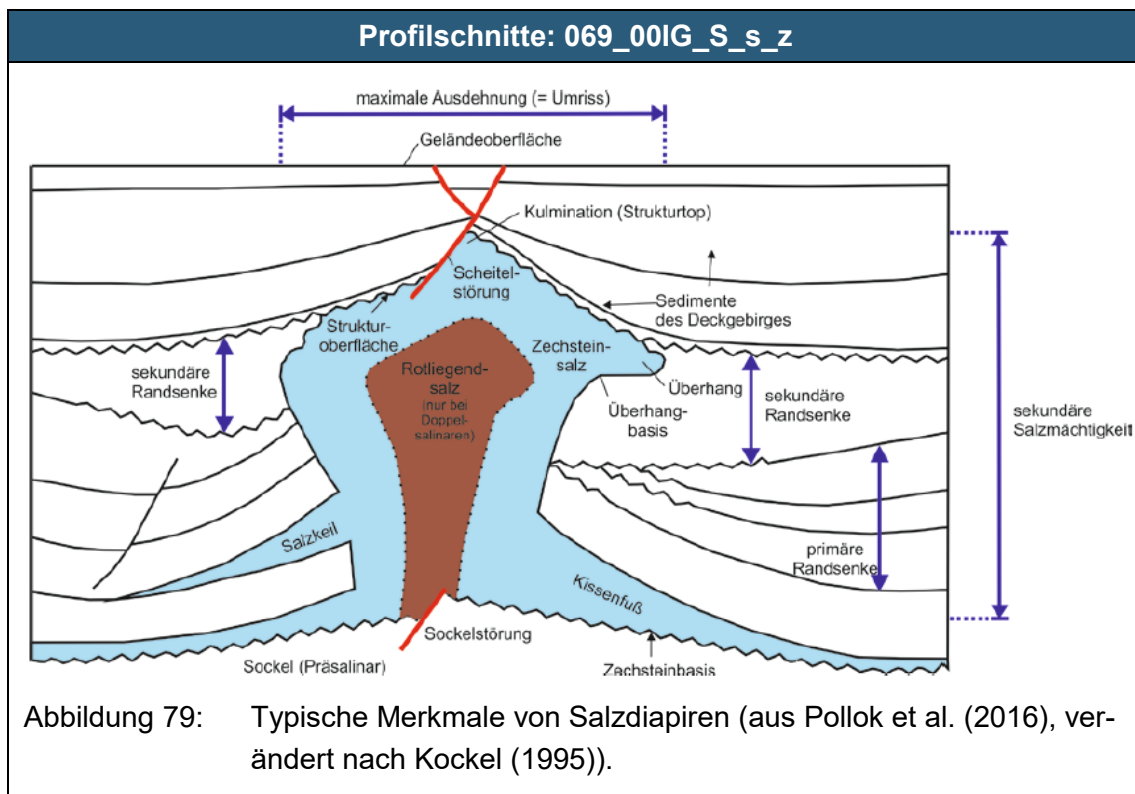 Profilschnitte: 069_00IG_S_s_z
maximale Ausdehnung (= Umriss)
Geländeoberfläche
Kulmination (Strukturtop)
Scheitel-
störung
Sedimente
des Deckgebirges
Struktur-
oberfläche
Zechstein-
salz
sekundäre
Randsenke
Rotliegend-
salz
(nur bei
Doppel-
salinaren)
Überhang
Überhang-
basis
sekundäre
Randsenke
sekundäre
Salzmächtigkeit
Salzkeil
primäre
Randsenke
Kissenfuß
Sockelstörung
Sockel (Präsalinar)
Zechsteinbasis
Abbildung 79: Typische Merkmale von Salzdiapiren (aus Pollok et al. (2016), ver-
ändert nach Kockel (1995)).